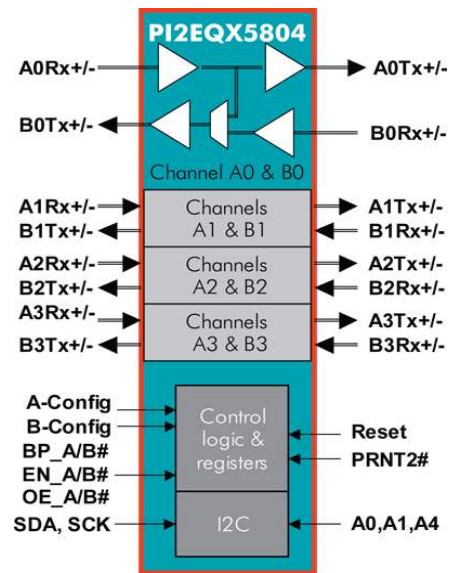 PI2EQX5804
A0Rx+/-
A0Tx+/-
B0Tx+/-
B0Rx+/-
Channel A0 & B0
A1Rx+/-
Channels
A1Tx+/-
B1Tx+/-
A1 & B1
B1Rx+/-
A2Rx+/-
Channels
A2Tx+/-
B2Tx+/-
A2 & B2
B2Rx+/-
A3Rx+/-
Channels
A3Tx+/-
B3Tx+/-
A3 & B3
B3Rx+/-
A-Config
B-Config
BP_A/B#
EN_A/B#
OE_A/B#
Control
logic &
registers
Reset
PRNT2#
SDA, SCK
I2C
A0,A1,A4